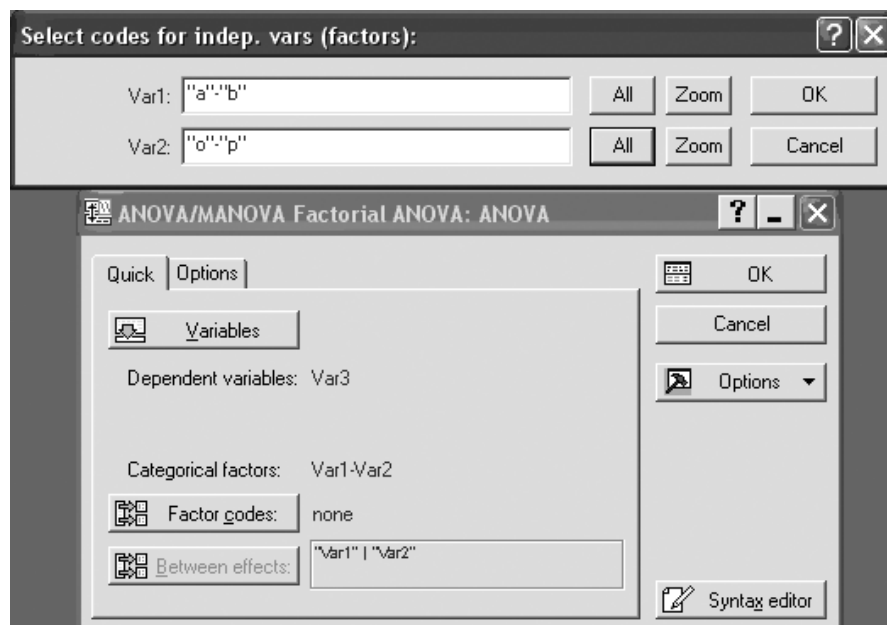 Select codes for indep. vars (factors): ?
Var1: "a"-"b" All Zoom OK
Var2: "o"-"p" All Zoom Cancel
ANOVA/MANOVA Factorial ANOVA: ANOVA ?
Quick Options OK
Variables Cancel
Dependent variables: Var3 Options
Categorical factors: Var1-Var2
Factor codes: none
Between effects: "Var1" | "Var2"
Syntax editor